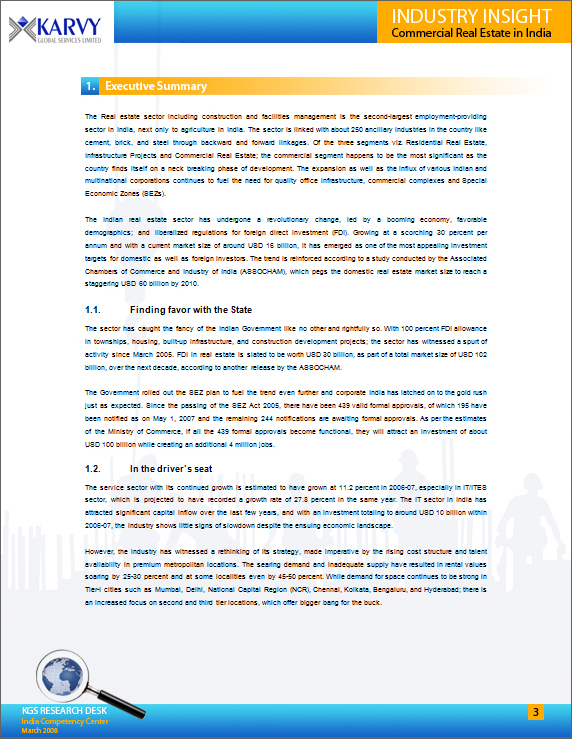 KARVY
GLOBAL SERVICES LIMITED
INDUSTRY INSIGHT
Commercial Real Estate in India
1. Executive Summary
The Real estate sector including construction and facilities management is the second-largest employment-providing
sector in India, next only to agriculture in India. The sector is linked with about 250 ancillary industries in the country like
cement, brick, and steel through backward and forward linkages. Of the three segments viz. Residential Real Estate,
Infrastructure Projects and Commercial Real Estate; the commercial segment happens to be the most significant as the
country finds itself on a neck breaking phase of development. The expansion as well as the influx of various Indian and
multinational corporations continues to fuel the need for quality office infrastructure, commercial complexes and Special
Economic Zones (SEZs).
The Indian real estate sector has undergone a revolutionary change, led by a booming economy, favorable
demographics; and liberalized regulations for foreign direct investment (FDI). Growing at a scorching 30 percent per
annum and with a current market size of around USD 16 billion, it has emerged as one of the most appealing investment
targets for domestic as well as foreign investors. The trend is reinforced according to a study conducted by the Associated
Chambers of Commerce and Industry of India (ASSOCHAM), which pegs the domestic real estate market size to reach a
staggering USD 60 billion by 2010.
1.1. Finding favor with the State
The sector has caught the fancy of the Indian Government like no other and rightfully so. With 100 percent FDI allowance
in townships, housing, built-up infrastructure, and construction development projects; the sector has witnessed a spurt of
activity since March 2005. FDI in real estate is slated to be worth USD 30 billion, as part of a total market size of USD 102
billion, over the next decade, according to another release by the ASSOCHAM.
The Government rolled out the SEZ plan to fuel the trend even further and corporate India has latched on to the gold rush
just as expected. Since the passing of the SEZ Act 2005, there have been 439 valid formal approvals, of which 195 have
been notified as on May 1, 2007 and the remaining 244 notifications are awaiting formal approvals. As per the estimates
of the Ministry of Commerce, if all the 439 formal approvals become functional, they will attract an investment of about
USD 100 billion while creating an additional 4 million jobs.
1.2. In the driver's seat
The service sector with its continued growth is estimated to have grown at 11.2 percent in 2006-07, especially in IT/ITES
sector, which is projected to have recorded a growth rate of 27.8 percent in the same year. The IT sector in India has
attracted significant capital inflow over the last few years, and with an investment totaling to around USD 10 billion within
2006-07, the industry shows little signs of slowdown despite the ensuing economic landscape.
However, the industry has witnessed a rethinking of its strategy, made imperative by the rising cost structure and talent
availability in premium metropolitan locations. The searing demand and inadequate supply have resulted in rental values
soaring by 25-30 percent and at some localities even by 45-50 percent. While demand for space continues to be strong in
Tier-I cities such as Mumbai, Delhi, National Capital Region (NCR), Chennai, Kolkata, Bengaluru, and Hyderabad; there is
an increased focus on second and third tier locations, which offer bigger bang for the buck.
KGS RESEARCH DESK
India Competency Center
March 2008
3